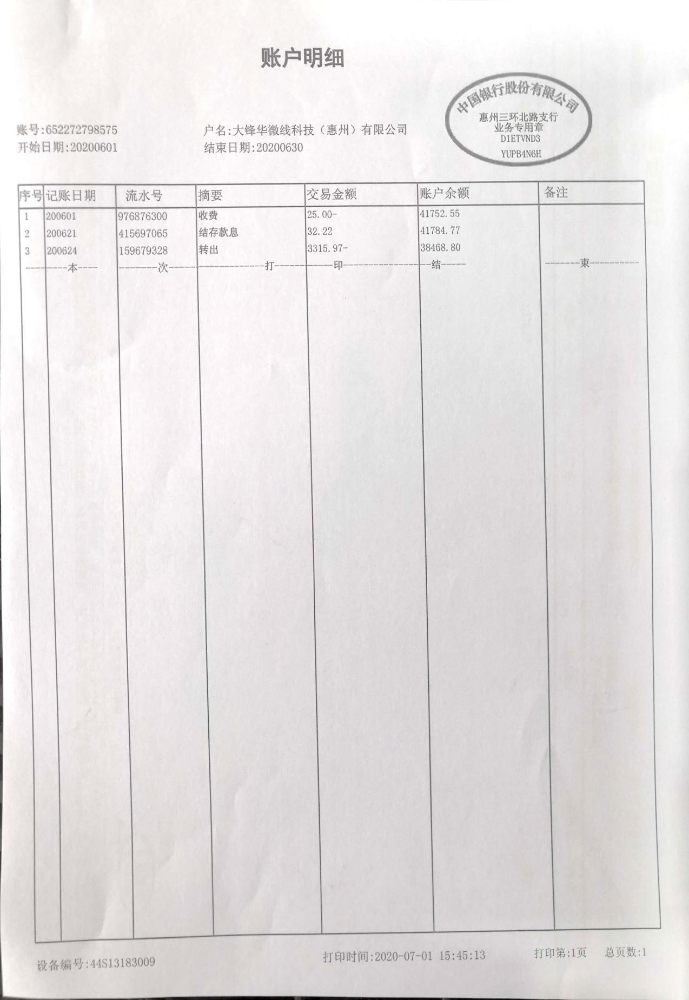 账户明细
中国银行股份有限公司
惠州三环北路支行
业务专用章
D1ETVND3
YUPB4N6H
账号:652272798575 户名:大锋华微线科技（惠州）有限公司
开始日期:20200601 结束日期:20200630
序号 记账日期 流水号 摘要 交易金额 账户余额 备注
1 200601 976876300 收费 25.00- 41752.55
2 200621 415697065 结存款息 32.22 41784.77
3 200624 159679328 转出 3315.97- 38468.80
---------本----- --------次------------------打------------印------------------结----- -------束----------
设备编号:44S13183009 打印时间:2020-07-01 15:45:13 打印第:1页 总页数:1